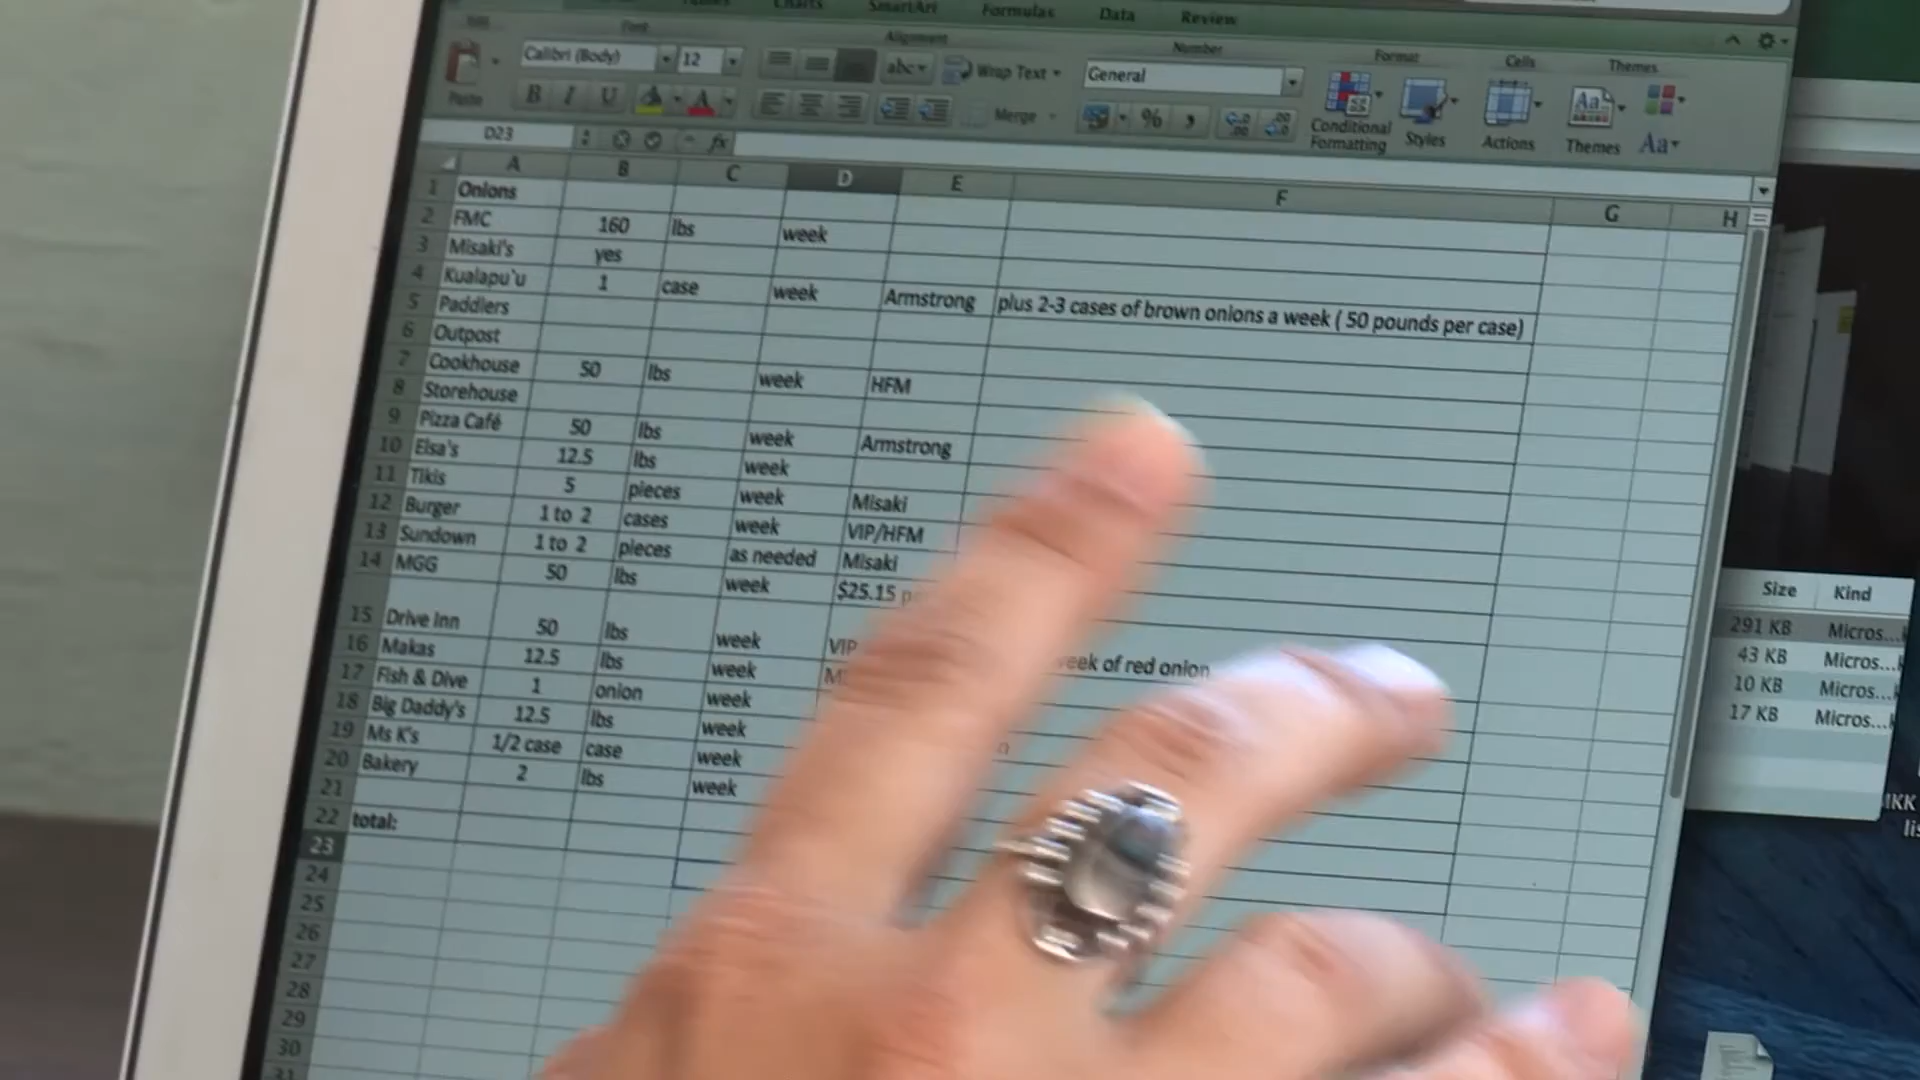 Charts SmartArt Formulas Data Review
Edit Font Alignment Number Format Cells Themes
Calibri (Body) 12 abc Wrap Text General
Paste B I U Merge % Conditional Formatting Styles Actions Themes Aa
D23 fx
A B C D E F G H
1 Onions
2 FMC 160 lbs week
3 Misaki's yes
4 Kualapu'u 1 case week Armstrong plus 2-3 cases of brown onions a week ( 50 pounds per case)
5 Paddlers
6 Outpost
7 Cookhouse 50 lbs week HFM
8 Storehouse
9 Pizza Café 50 lbs week Armstrong
10 Elsa's 12.5 lbs week
11 Tikis 5 pieces week Misaki
12 Burger 1 to 2 cases week VIP/HFM
13 Sundown 1 to 2 pieces as needed Misaki
14 MGG 50 lbs week $25.15
15 Drive Inn 50 lbs week VIP
16 Makas 12.5 lbs week week of red onion
17 Fish & Dive 1 onion week
18 Big Daddy's 12.5 lbs week
19 Ms K's 1/2 case case week
20 Bakery 2 lbs week
21
22 total:
23
24
25
26
27
28
29
30
31
Size Kind
291 KB Micros...
43 KB Micros...
10 KB Micros...
17 KB Micros...